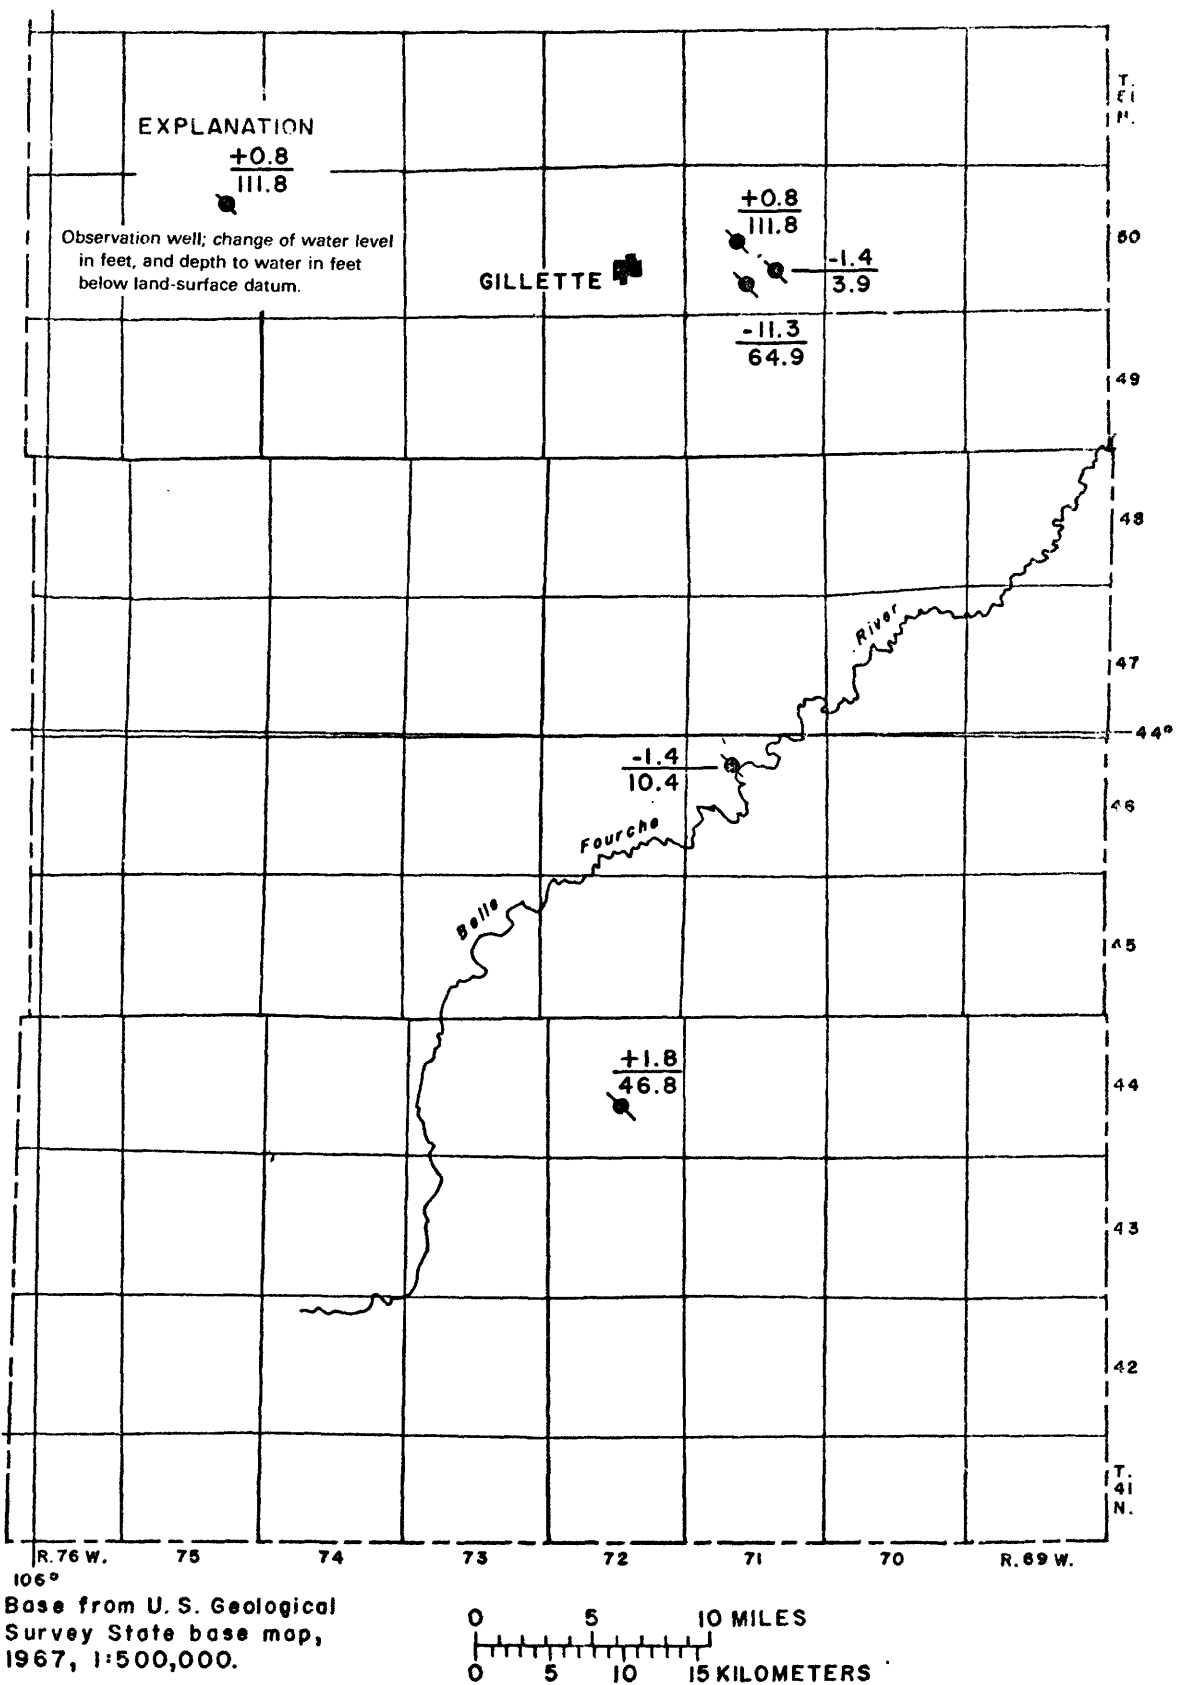 EXPLANATION
+0.8
111.8
Observation well; change of water level
in feet, and depth to water in feet
below land-surface datum.
GILLETTE
+0.8
111.8
-1.4
3.9
-11.3
64.9
T.
N.
50
49
48
River
47
44°
-1.4
10.4
46
Fourche
Belle
45
+1.8
46.8
44
43
42
T.
41
N.
R.76 W.
75
74
73
72
71
70
R.69 W.
106°
Base from U. S. Geological
Survey State base map,
1967, 1:500,000.
0 5 10 MILES
0 5 10 15 KILOMETERS